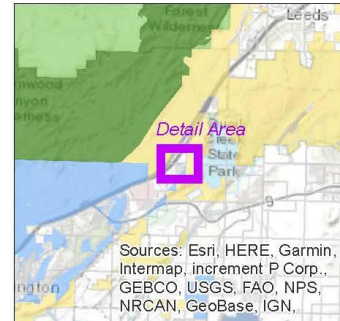 Forest
Wilderness
Leeds
Detail Area
State
Park
9
Sources: Esri, HERE, Garmin,
Intermap, increment P Corp.,
GEBCO, USGS, FAO, NPS,
NRCAN, GeoBase, IGN,